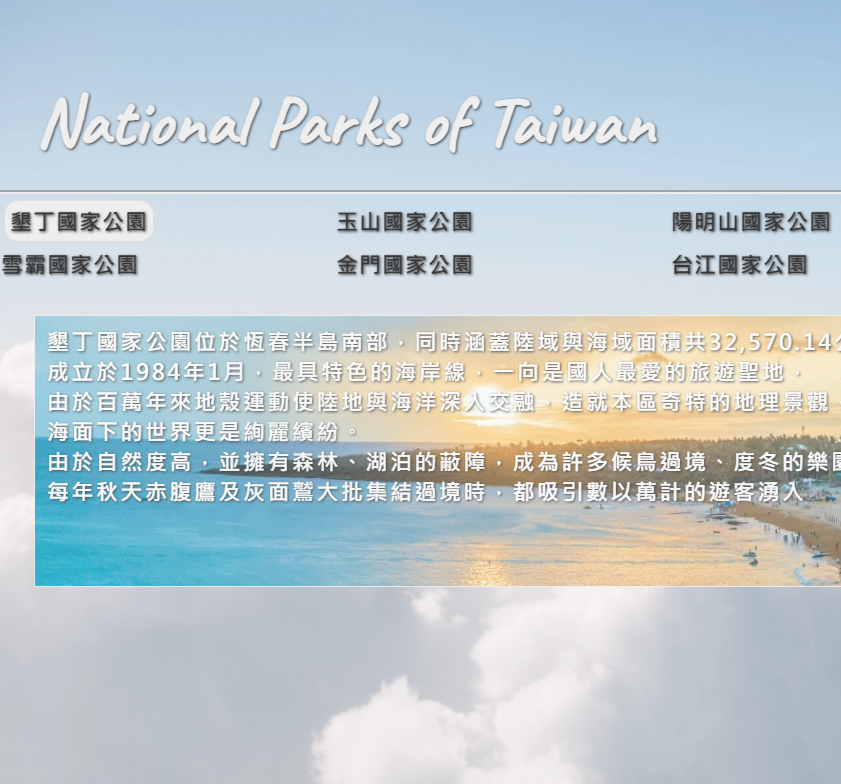 National Parks of Taiwan
墾丁國家公園 玉山國家公園 陽明山國家公園
雪霸國家公園 金門國家公園 台江國家公園
墾丁國家公園位於恆春半島南部，同時涵蓋陸域與海域面積共32,570.14
成立於1984年1月，最具特色的海岸線，一向是國人最愛的旅遊聖地，
由於百萬年來地殼運動使陸地與海洋深入交融，造就本區奇特的地理景觀
海面下的世界更是絢麗繽紛。
由於自然度高，並擁有森林、湖泊的蔽障，成為許多候鳥過境、度冬的樂園
每年秋天赤腹鷹及灰面鷲大批集結過境時，都吸引數以萬計的遊客湧入